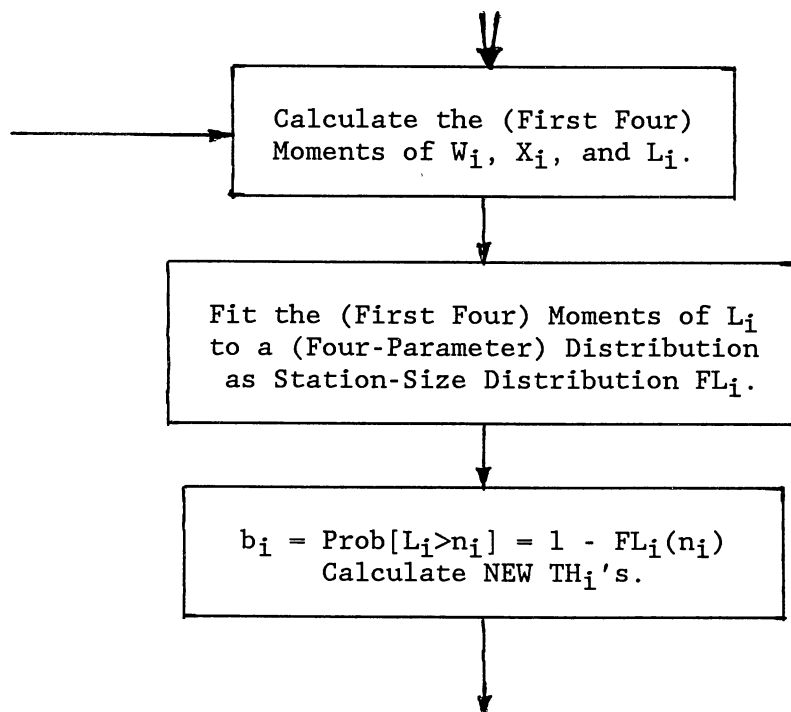 Calculate the (First Four)
Moments of Wi, Xi, and Li.
Fit the (First Four) Moments of Li
to a (Four-Parameter) Distribution
as Station-Size Distribution FLi.
bi = Prob[Li>ni] = 1 - FLi(ni)
Calculate NEW THi's.